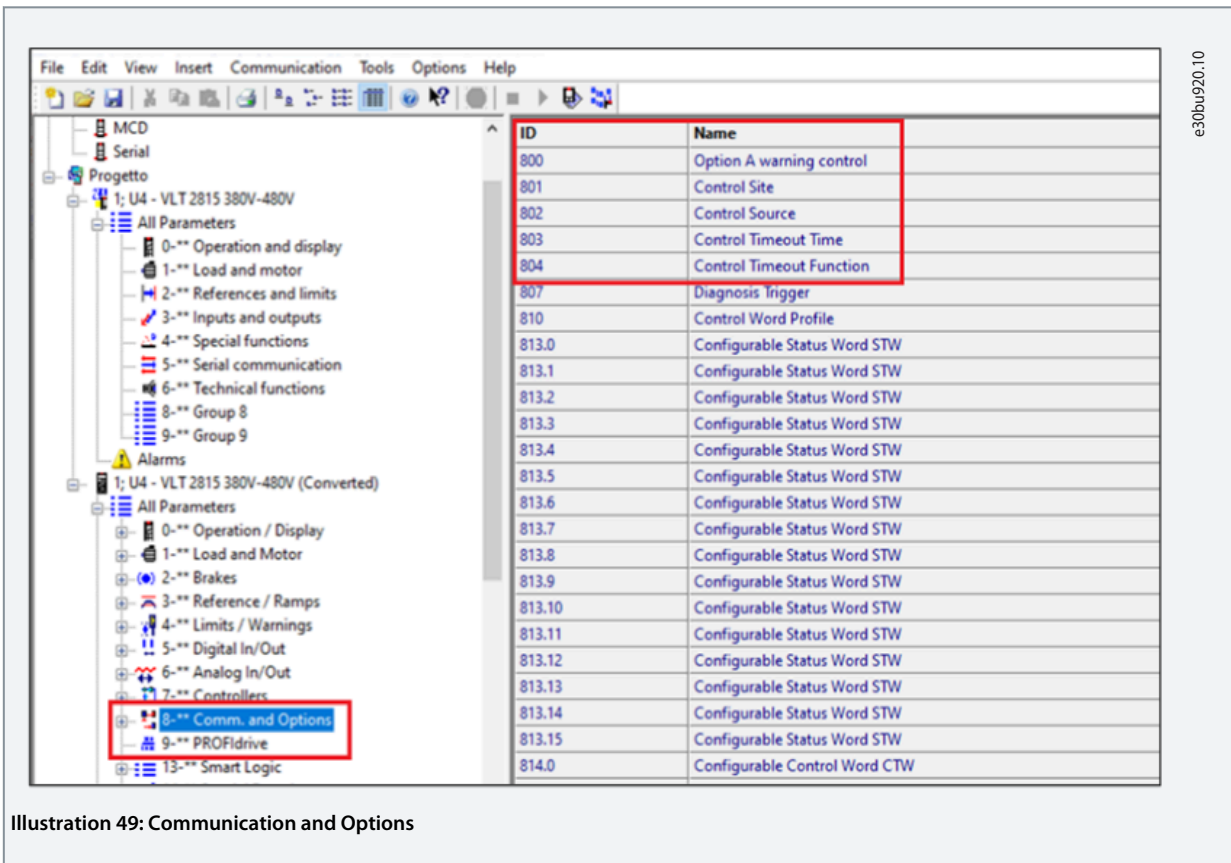 File Edit View Insert Communication Tools Options Help
MCD
Serial
Progetto
1; U4 - VLT 2815 380V-480V
All Parameters
0-** Operation and display
1-** Load and motor
2-** References and limits
3-** Inputs and outputs
4-** Special functions
5-** Serial communication
6-** Technical functions
8-** Group 8
9-** Group 9
Alarms
1; U4 - VLT 2815 380V-480V (Converted)
All Parameters
0-** Operation / Display
1-** Load and Motor
2-** Brakes
3-** Reference / Ramps
4-** Limits / Warnings
5-** Digital In/Out
6-** Analog In/Out
7-** Controllers
8-** Comm. and Options
9-** PROFIdrive
13-** Smart Logic
ID Name
800 Option A warning control
801 Control Site
802 Control Source
803 Control Timeout Time
804 Control Timeout Function
807 Diagnosis Trigger
810 Control Word Profile
813.0 Configurable Status Word STW
813.1 Configurable Status Word STW
813.2 Configurable Status Word STW
813.3 Configurable Status Word STW
813.4 Configurable Status Word STW
813.5 Configurable Status Word STW
813.6 Configurable Status Word STW
813.7 Configurable Status Word STW
813.8 Configurable Status Word STW
813.9 Configurable Status Word STW
813.10 Configurable Status Word STW
813.11 Configurable Status Word STW
813.12 Configurable Status Word STW
813.13 Configurable Status Word STW
813.14 Configurable Status Word STW
813.15 Configurable Status Word STW
814.0 Configurable Control Word CTW
e30bu920.10
Illustration 49: Communication and Options